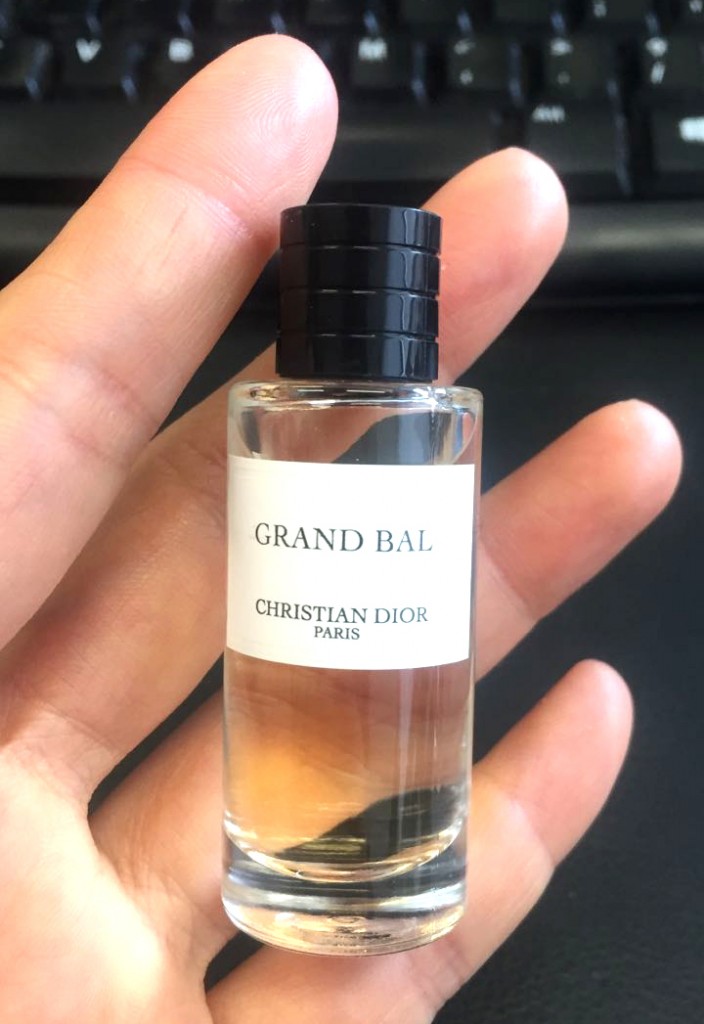 V B M
GRAND BAL
CHRISTIAN DIOR
PARIS